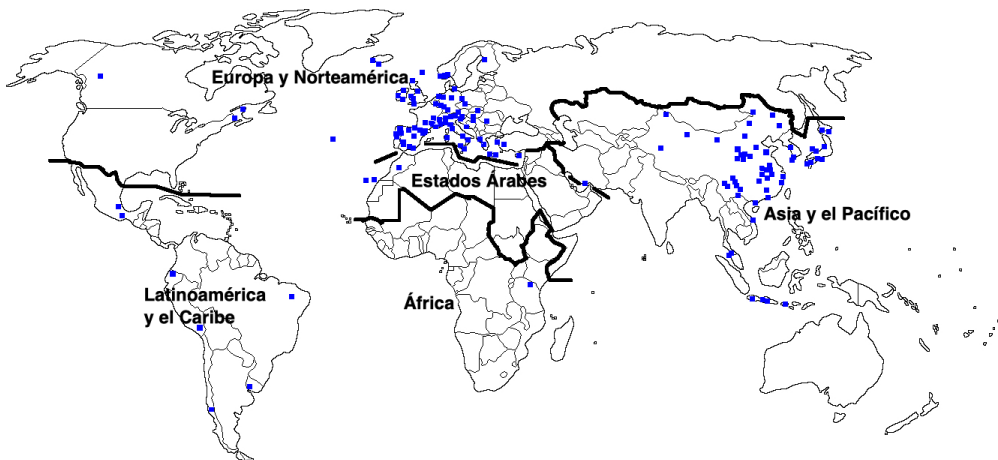 Europa y Norteamérica
Estados Árabes
Asia y el Pacífico
Latinoamérica
y el Caribe
África